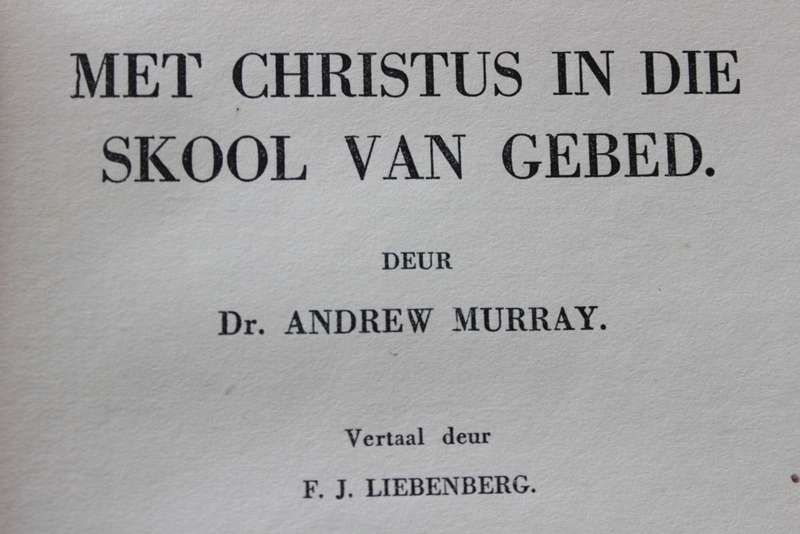 MET CHRISTUS IN DIE
SKOOL VAN GEBED.
DEUR
Dr. ANDREW MURRAY.
Vertaal deur
F. J. LIEBENBERG.